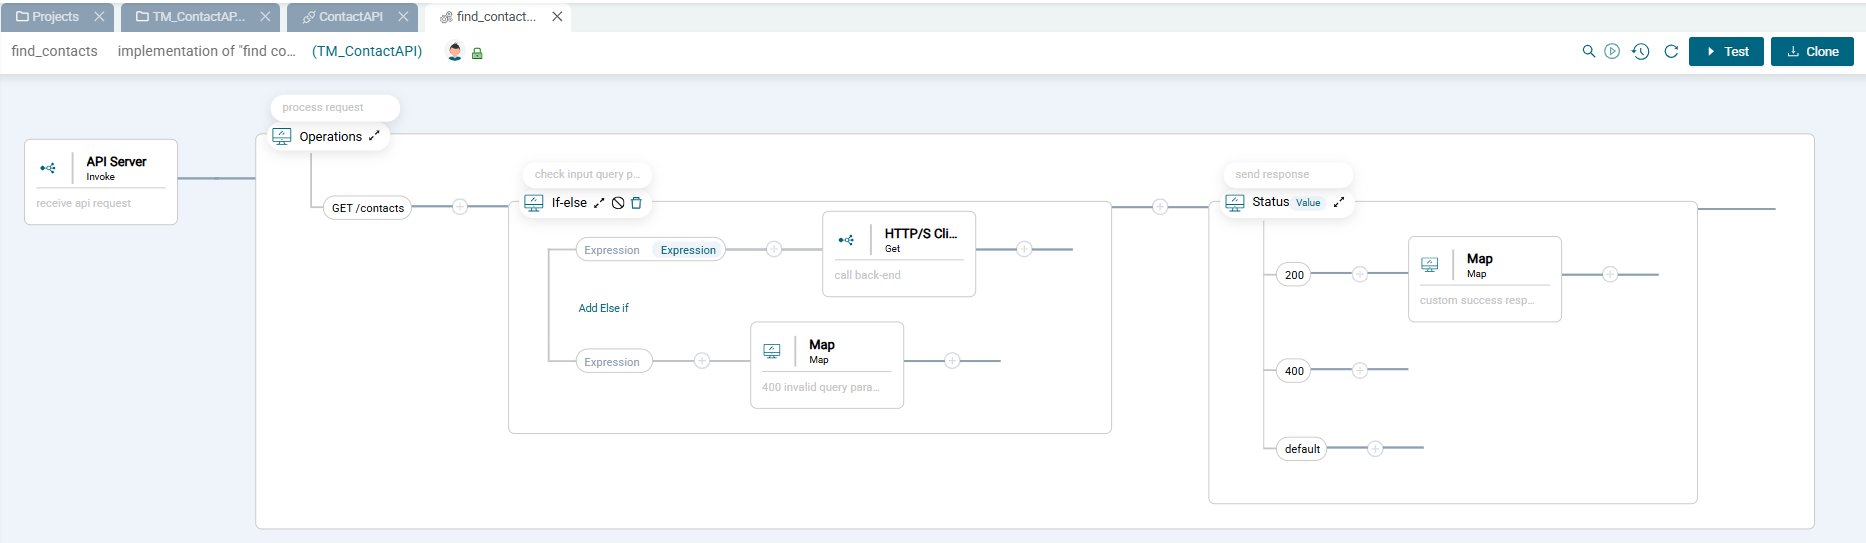 Projects
TM_ContactAP...
ContactAPI
find_contact...
find_contacts
implementation of "find co...
(TM_ContactAPI)
Test
Clone
process request
Operations
API Server
Invoke
receive api request
GET /contacts
check input query p...
If-else
Expression Expression
HTTP/S Cli...
Get
call back-end
Add Else if
Expression
Map
Map
400 invalid query para...
send response
Status Value
200
Map
Map
custom success resp...
400
default